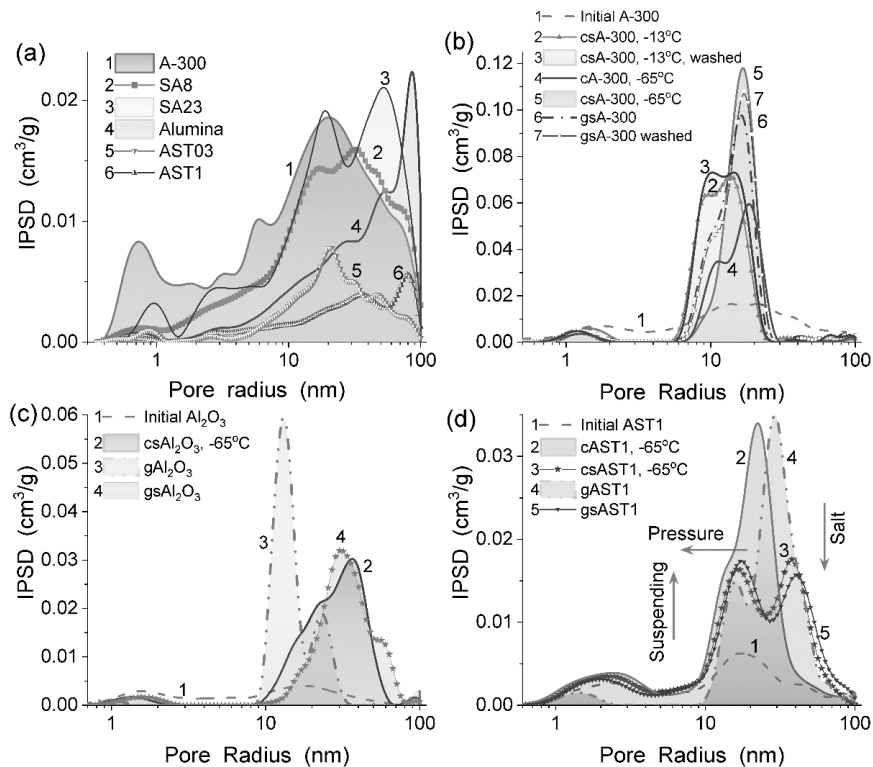 (a)
1 A-300
2 SA8
3 SA23
4 Alumina
5 AST03
6 AST1
IPSD (cm³/g)
0.02
0.01
0.00
1
2
3
4
5
6
1
10
100
Pore radius (nm)
(b)
1 Initial A-300
2 csA-300, -13°C
3 csA-300, -13°C, washed
4 cA-300, -65°C
5 csA-300, -65°C
6 gsA-300
7 gsA-300 washed
IPSD (cm³/g)
0.12
0.10
0.08
0.06
0.04
0.02
0.00
5
7
6
3
2
4
1
1
10
100
Pore Radius (nm)
(c)
1 Initial Al₂O₃
2 csAl₂O₃, -65°C
3 gAl₂O₃
4 gsAl₂O₃
IPSD (cm³/g)
0.06
0.05
0.04
0.03
0.02
0.01
0.00
3
4
2
1
1
10
100
Pore Radius (nm)
(d)
1 Initial AST1
2 cAST1, -65°C
3 csAST1, -65°C
4 gAST1
5 gsAST1
IPSD (cm³/g)
0.03
0.02
0.01
0.00
2
4
Pressure
Salt
Suspending
3
1
5
1
10
100
Pore Radius (nm)